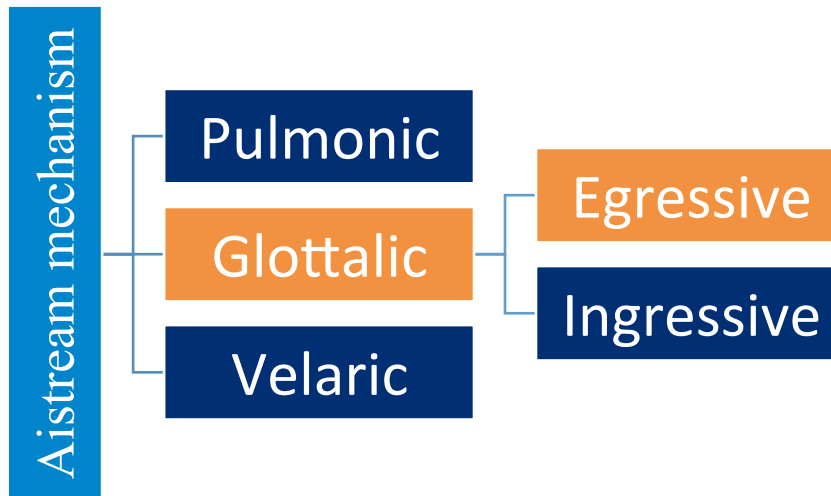 Aistream mechanism
Pulmonic
Glottalic
Velaric
Egressive
Ingressive